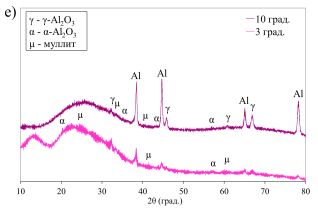 е)
γ - γ-Al2O3
α - α-Al2O3
μ - муллит
10 град.
3 град.
Al Al Al Al
γ μ α μ α γ α μ γ
α μ
μ α α μ
10 20 30 40 50 60 70 80
2θ (град.)